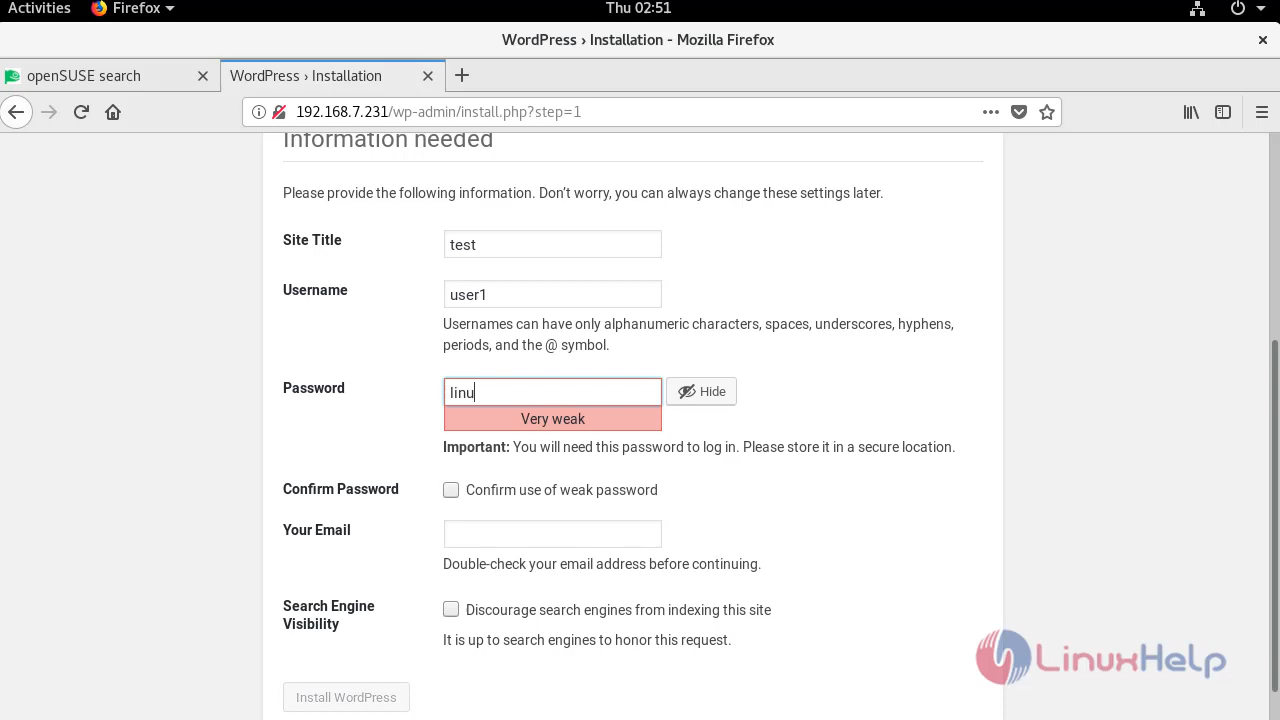 Activities Firefox Thu 02:51
WordPress › Installation - Mozilla Firefox
openSUSE search WordPress › Installation
192.168.7.231/wp-admin/install.php?step=1
Information needed
Please provide the following information. Don’t worry, you can always change these settings later.
Site Title test
Username user1
Usernames can have only alphanumeric characters, spaces, underscores, hyphens,
periods, and the @ symbol.
Password linu Hide
Very weak
Important: You will need this password to log in. Please store it in a secure location.
Confirm Password Confirm use of weak password
Your Email
Double-check your email address before continuing.
Search Engine
Visibility
Discourage search engines from indexing this site
It is up to search engines to honor this request.
LinuxHelp
Install WordPress